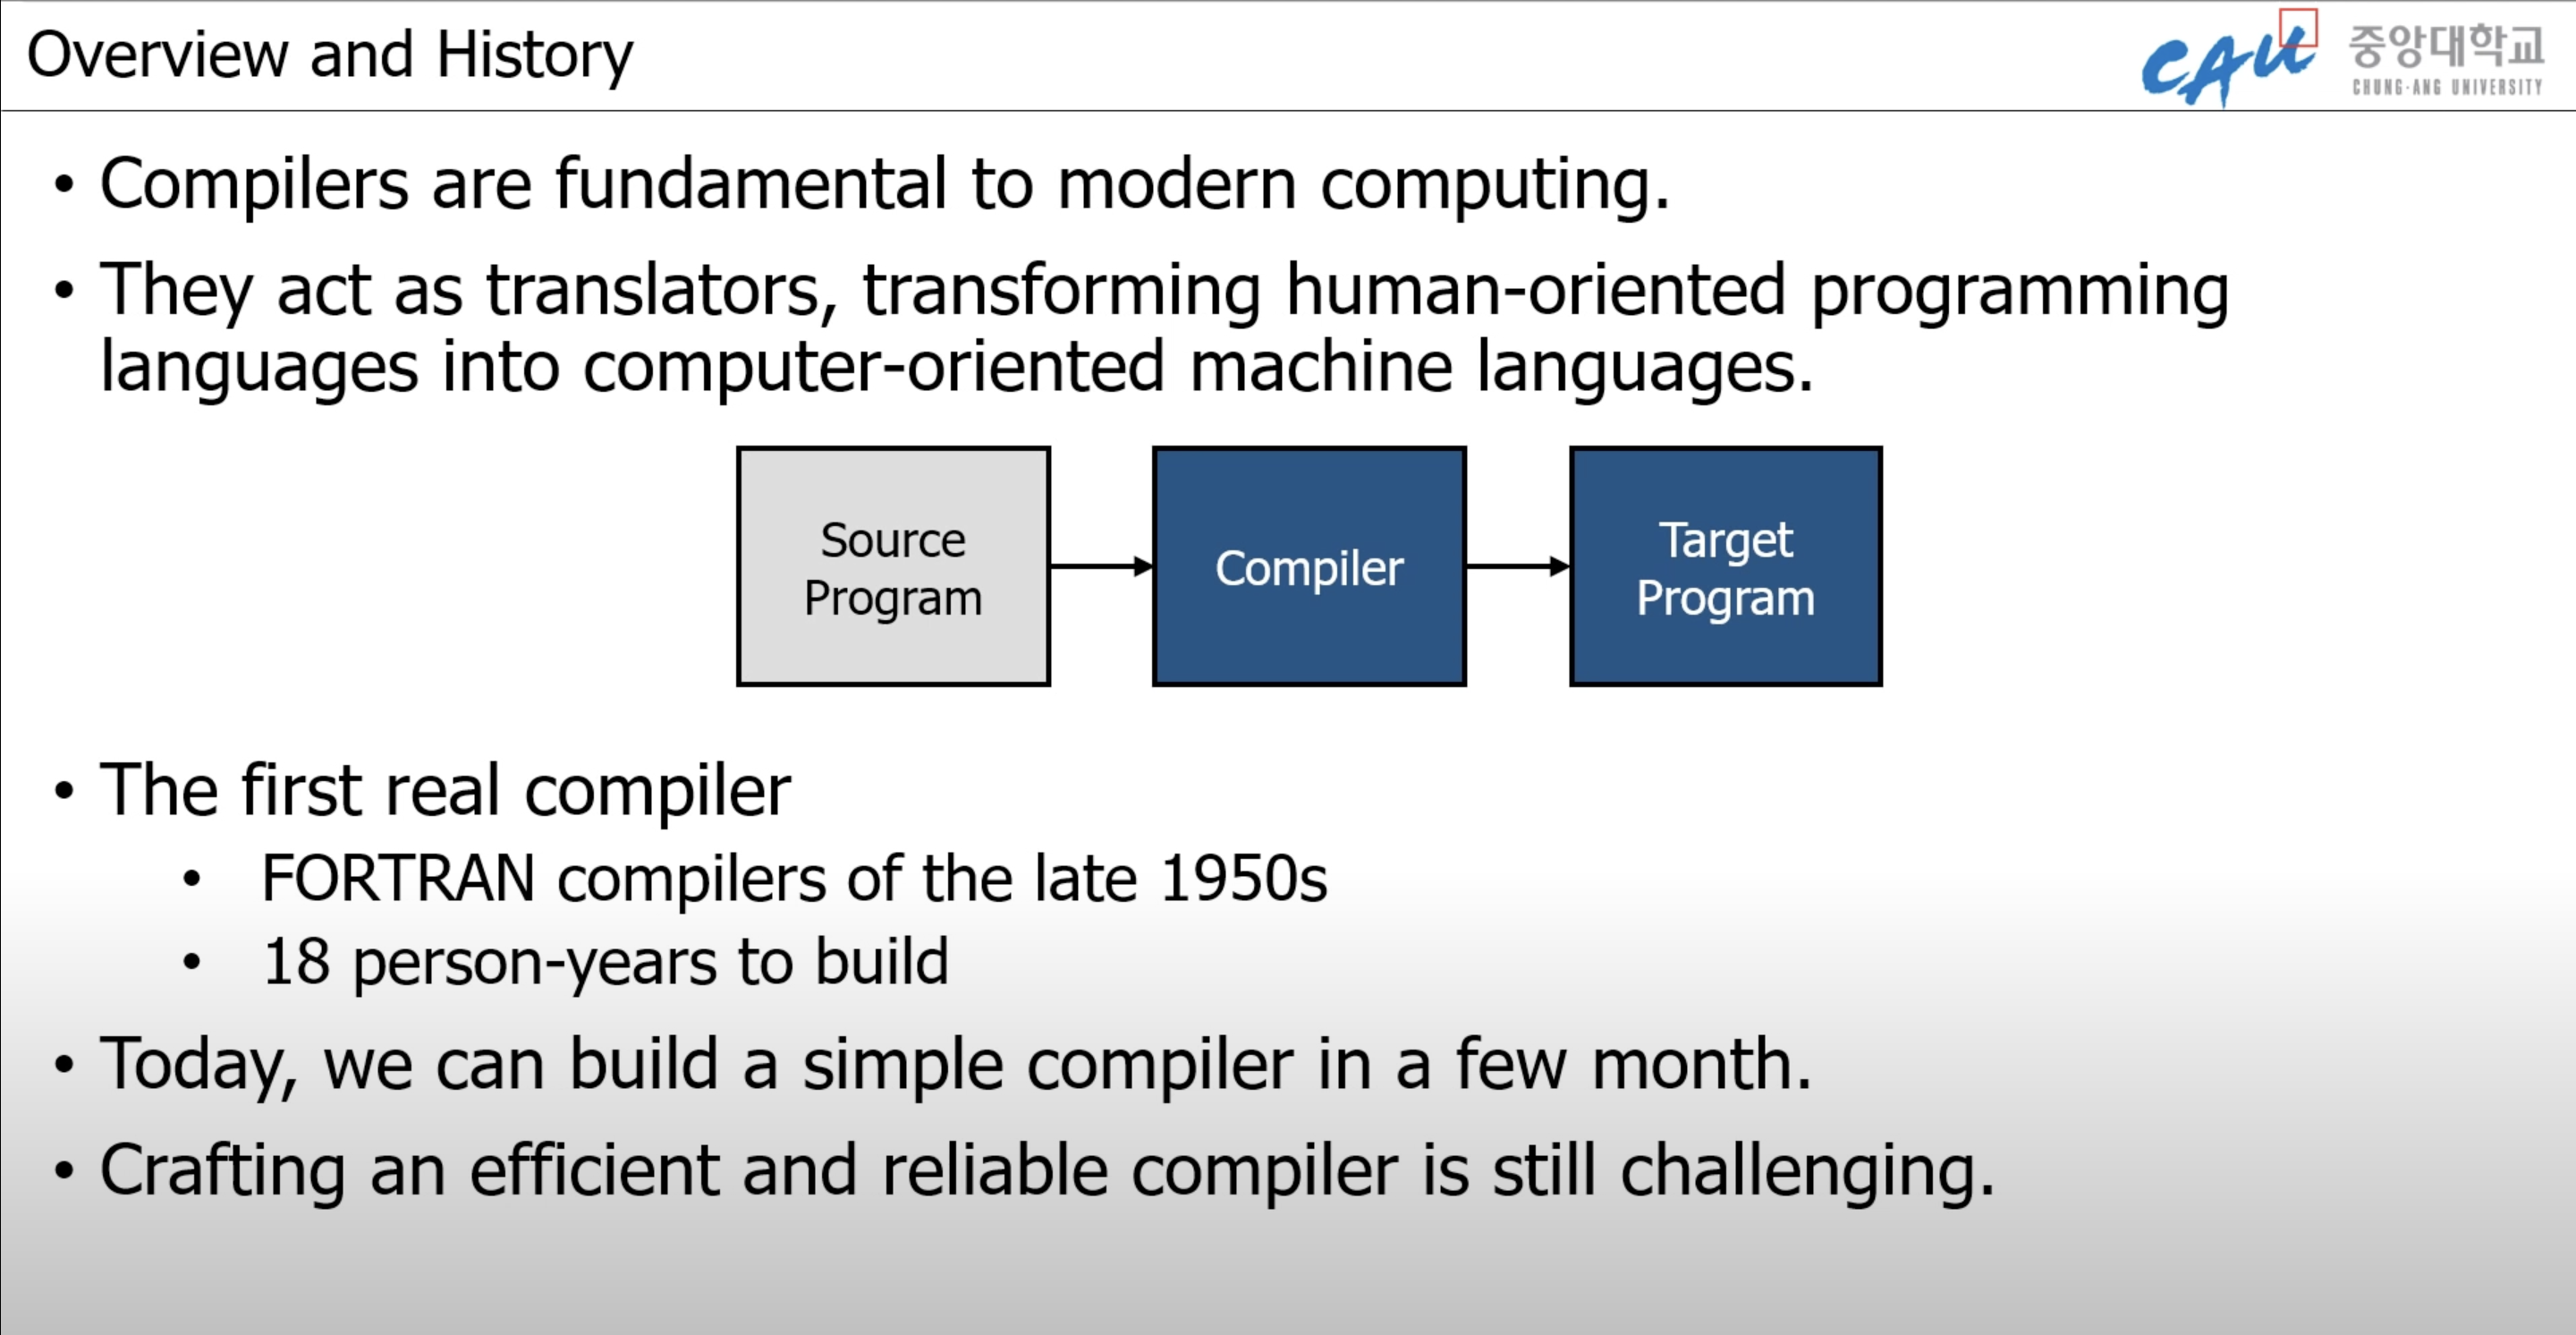 Overview and History
CAU
중앙대학교
CHUNG-ANG UNIVERSITY
• Compilers are fundamental to modern computing.
• They act as translators, transforming human-oriented programming
languages into computer-oriented machine languages.
Source
Program
Compiler
Target
Program
• The first real compiler
• FORTRAN compilers of the late 1950s
• 18 person-years to build
• Today, we can build a simple compiler in a few month.
• Crafting an efficient and reliable compiler is still challenging.